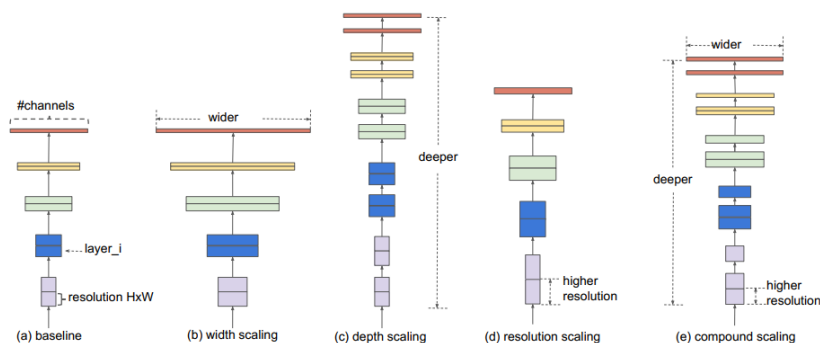 #channels
layer_i
resolution HxW
(a) baseline
wider
(b) width scaling
deeper
(c) depth scaling
higher
resolution
(d) resolution scaling
wider
deeper
higher
resolution
(e) compound scaling